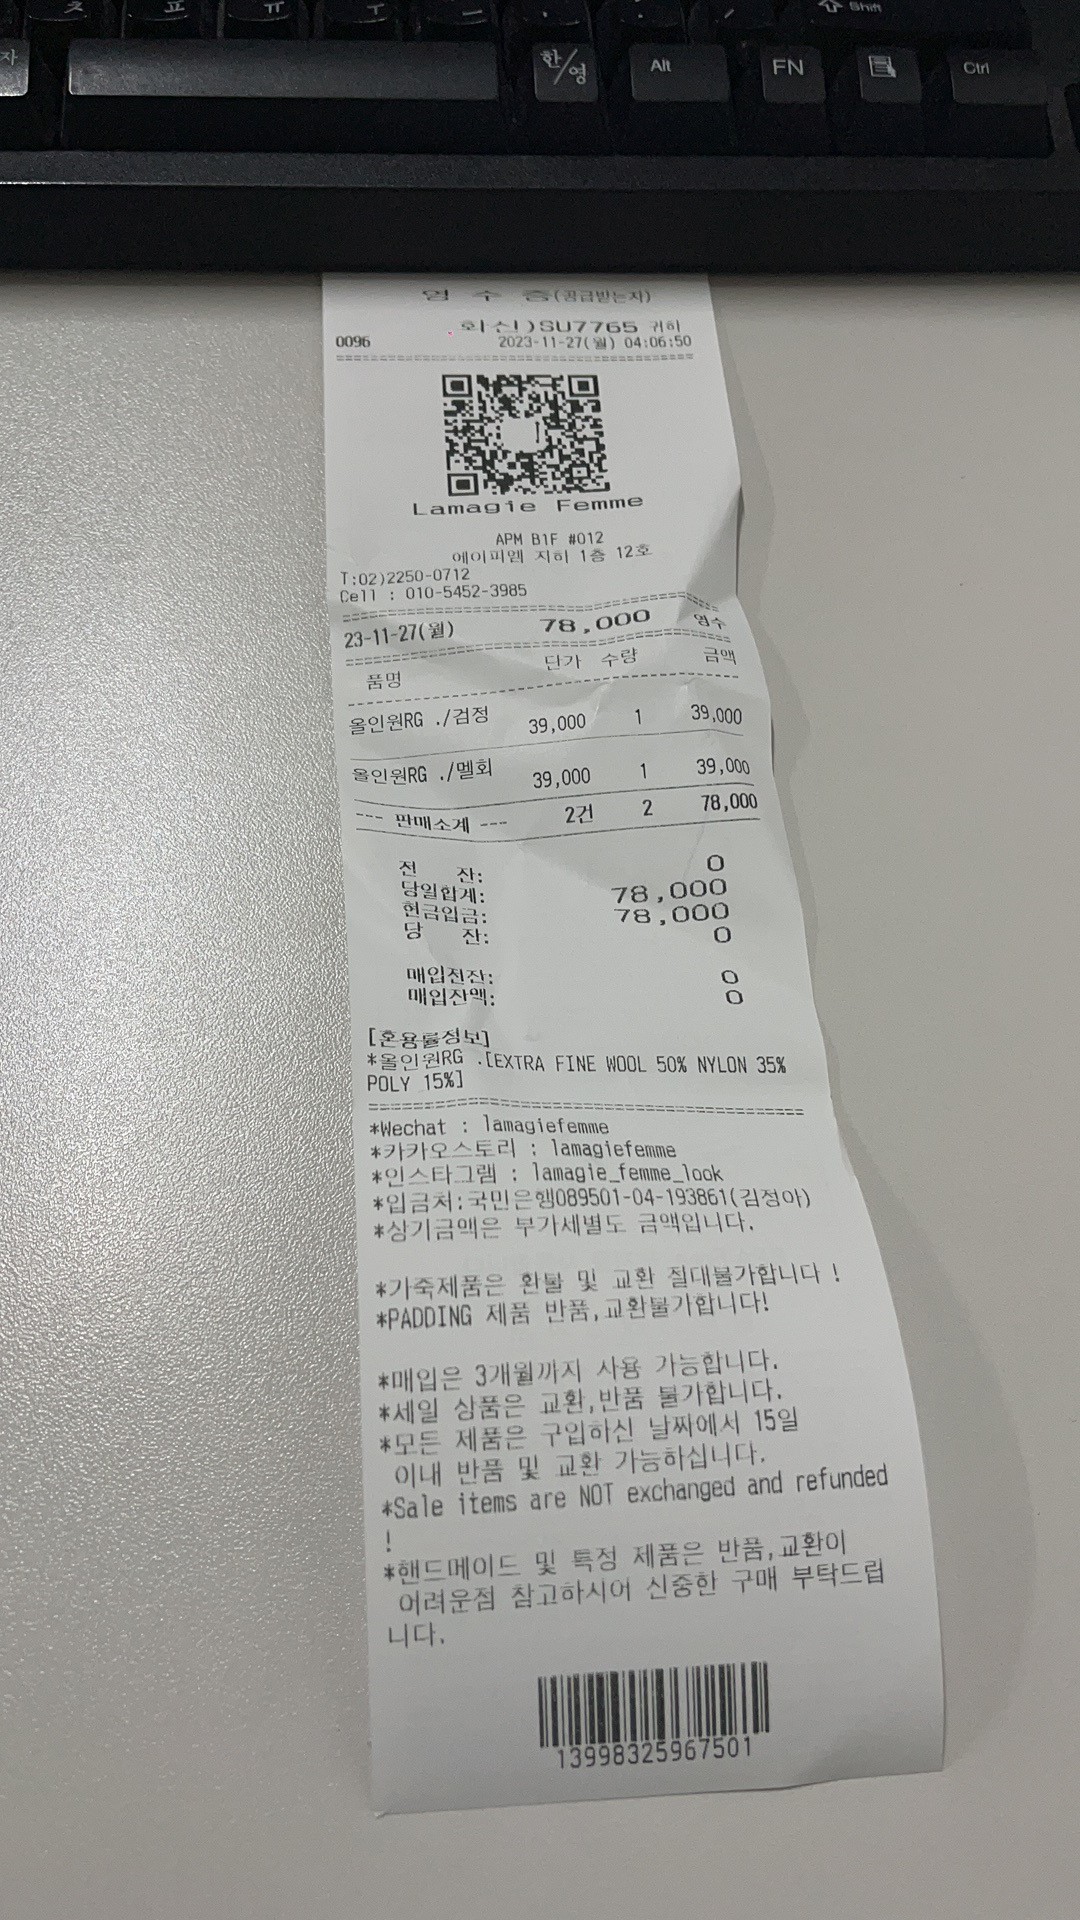 ㅊ ㅍ ㅠ ㅜ ㅡ , . / Shift
자 한/영 Alt FN Ctrl
영 수 증(공급받는자)
화신)SU7765 귀하
0096 2023-11-27(월) 04:06:50
Lamagie Femme
APM B1F #012
에이피엠 지하 1층 12호
T:02)2250-0712
Cell : 010-5452-3985
23-11-27(월) 78,000 영수
품명 단가 수량 금액
올인원RG ./검정 39,000 1 39,000
올인원RG ./멜회 39,000 1 39,000
--- 판매소계 --- 2건 2 78,000
전 잔: 0
당일합계: 78,000
현금입금: 78,000
당 잔: 0
매입전잔: 0
매입잔액: 0
[혼용률정보]
*올인원RG .[EXTRA FINE WOOL 50% NYLON 35%
POLY 15%]
*Wechat : lamagiefemme
*카카오스토리 : lamagiefemme
*인스타그램 : lamagie_femme_look
*입금처:국민은행089501-04-193861(김정아)
*상기금액은 부가세별도 금액입니다.
*가죽제품은 환불 및 교환 절대불가합니다 !
*PADDING 제품 반품,교환불가합니다!
*매입은 3개월까지 사용 가능합니다.
*세일 상품은 교환,반품 불가합니다.
*모든 제품은 구입하신 날짜에서 15일
이내 반품 및 교환 가능하십니다.
*Sale items are NOT exchanged and refunded
!
*핸드메이드 및 특정 제품은 반품,교환이
어려운점 참고하시어 신중한 구매 부탁드립
니다.
13998325967501